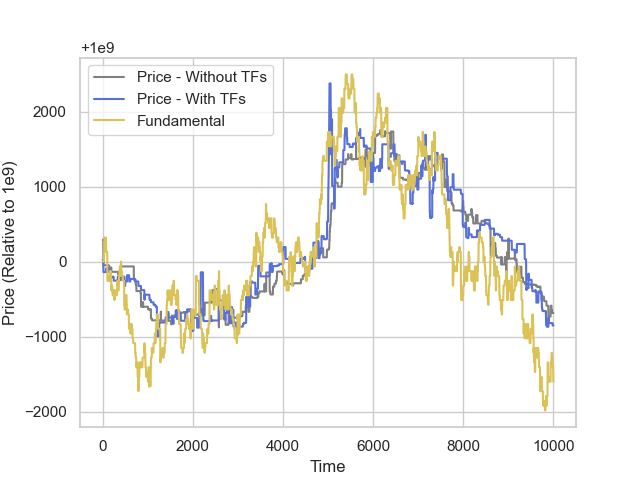 +1e9
Price - Without TFs
Price - With TFs
Fundamental
2000
1000
0
−1000
−2000
Price (Relative to 1e9)
0
2000
4000
6000
8000
10000
Time